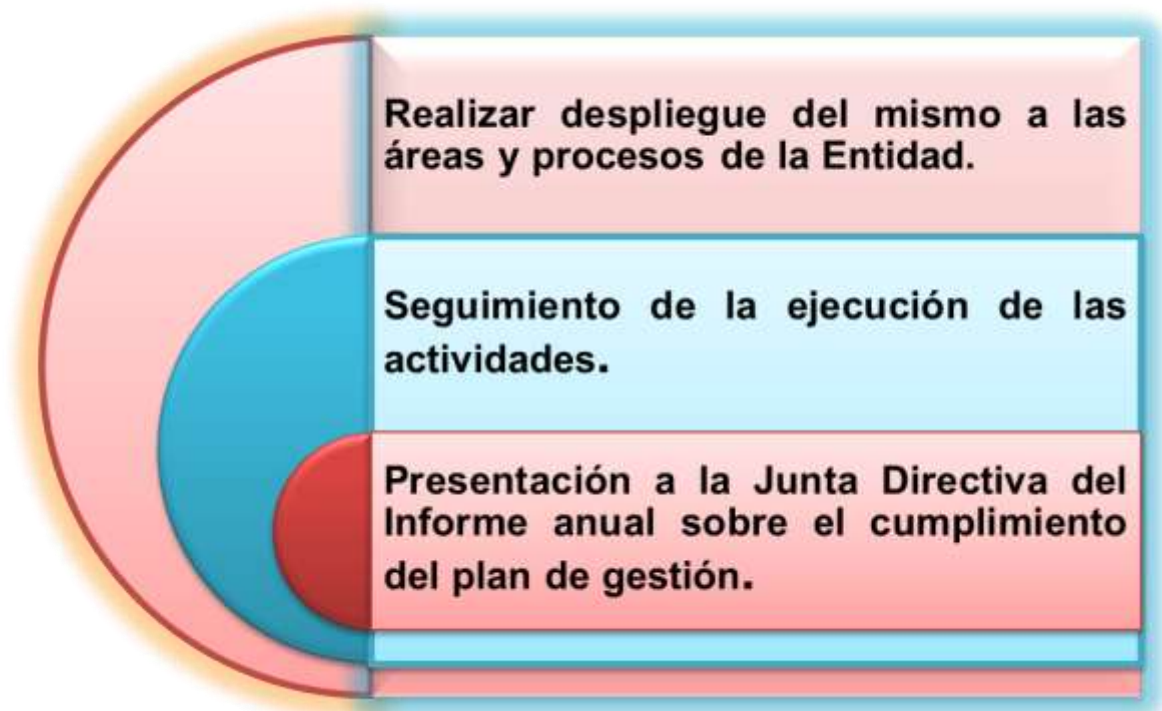 Realizar despliegue del mismo a las
áreas y procesos de la Entidad.
Seguimiento de la ejecución de las
actividades.
Presentación a la Junta Directiva del
Informe anual sobre el cumplimiento
del plan de gestión.